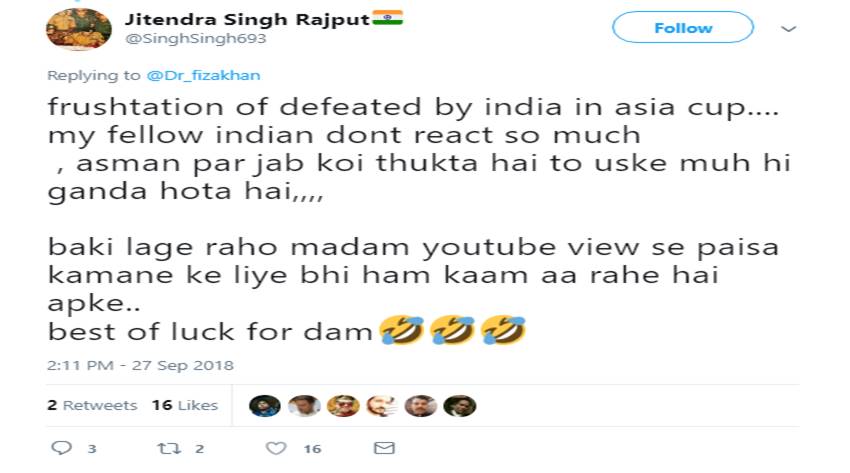 Jitendra Singh Rajput🇮🇳
@SinghSingh693
Follow
Replying to @Dr_fizakhan
frushtation of defeated by india in asia cup....
my fellow indian dont react so much
, asman par jab koi thukta hai to uske muh hi
ganda hota hai,,,,
baki lage raho madam youtube view se paisa
kamane ke liye bhi ham kaam aa rahe hai
apke..
best of luck for dam🤣🤣🤣
2:11 PM - 27 Sep 2018
2 Retweets 16 Likes
3 2 16